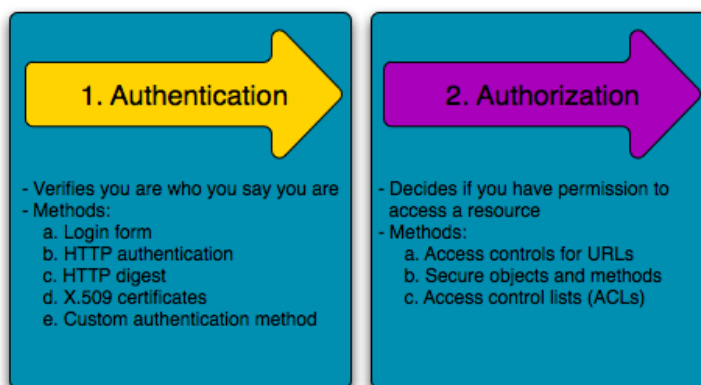 1. Authentication
- Verifies you are who you say you are
- Methods:
a. Login form
b. HTTP authentication
c. HTTP digest
d. X.509 certificates
e. Custom authentication method
2. Authorization
- Decides if you have permission to
access a resource
- Methods:
a. Access controls for URLs
b. Secure objects and methods
c. Access control lists (ACLs)